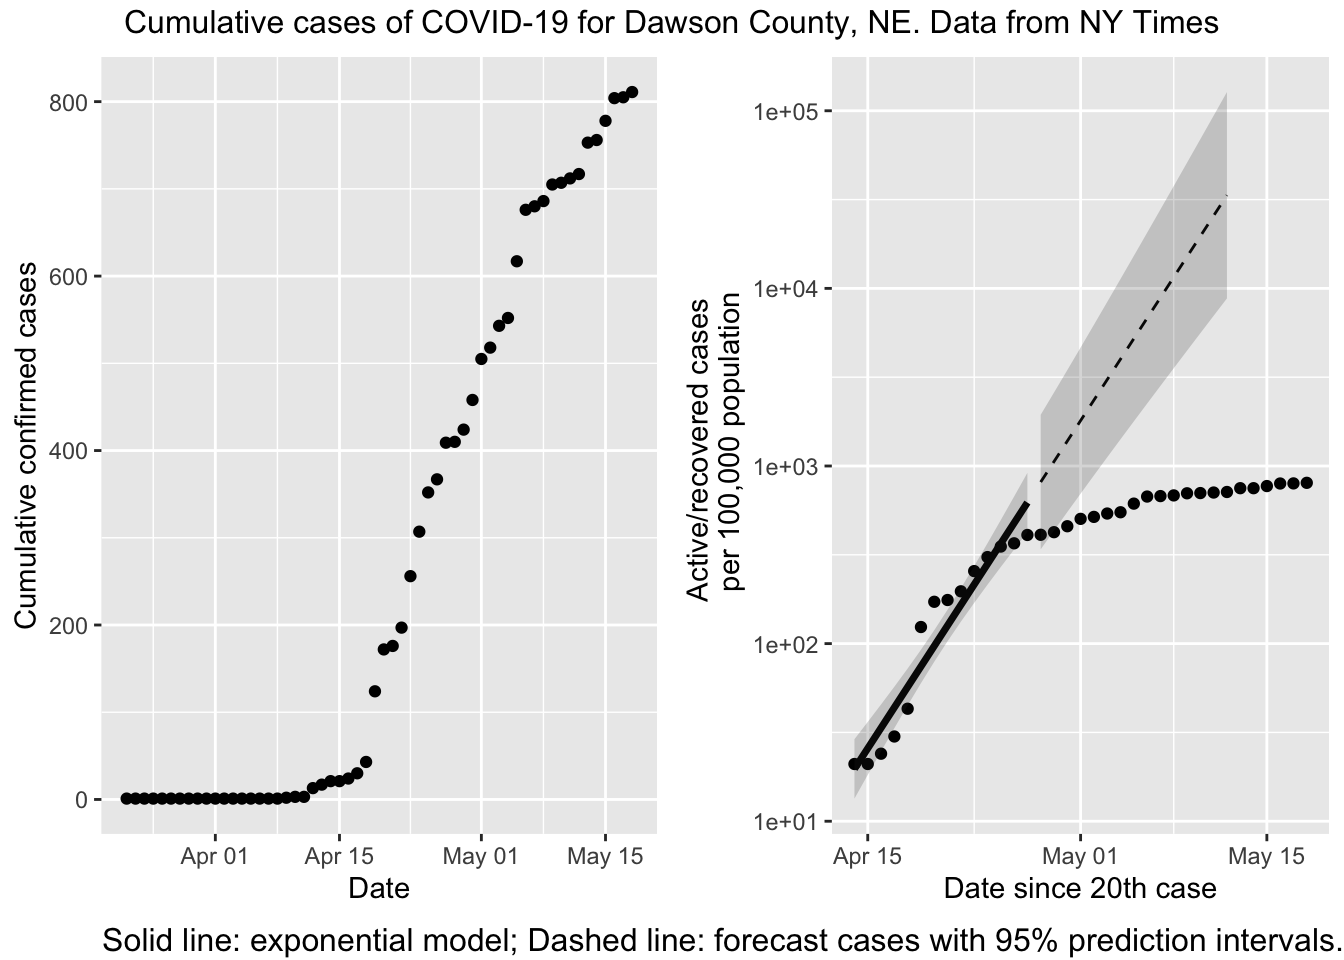 Cumulative cases of COVID-19 for Dawson County, NE. Data from NY Times
Cumulative confirmed cases
800
600
400
200
0
Apr 01
Apr 15
May 01
May 15
Date
Active/recovered cases
per 100,000 population
1e+05
1e+04
1e+03
1e+02
1e+01
Apr 15
May 01
May 15
Date since 20th case
Solid line: exponential model; Dashed line: forecast cases with 95% prediction intervals.